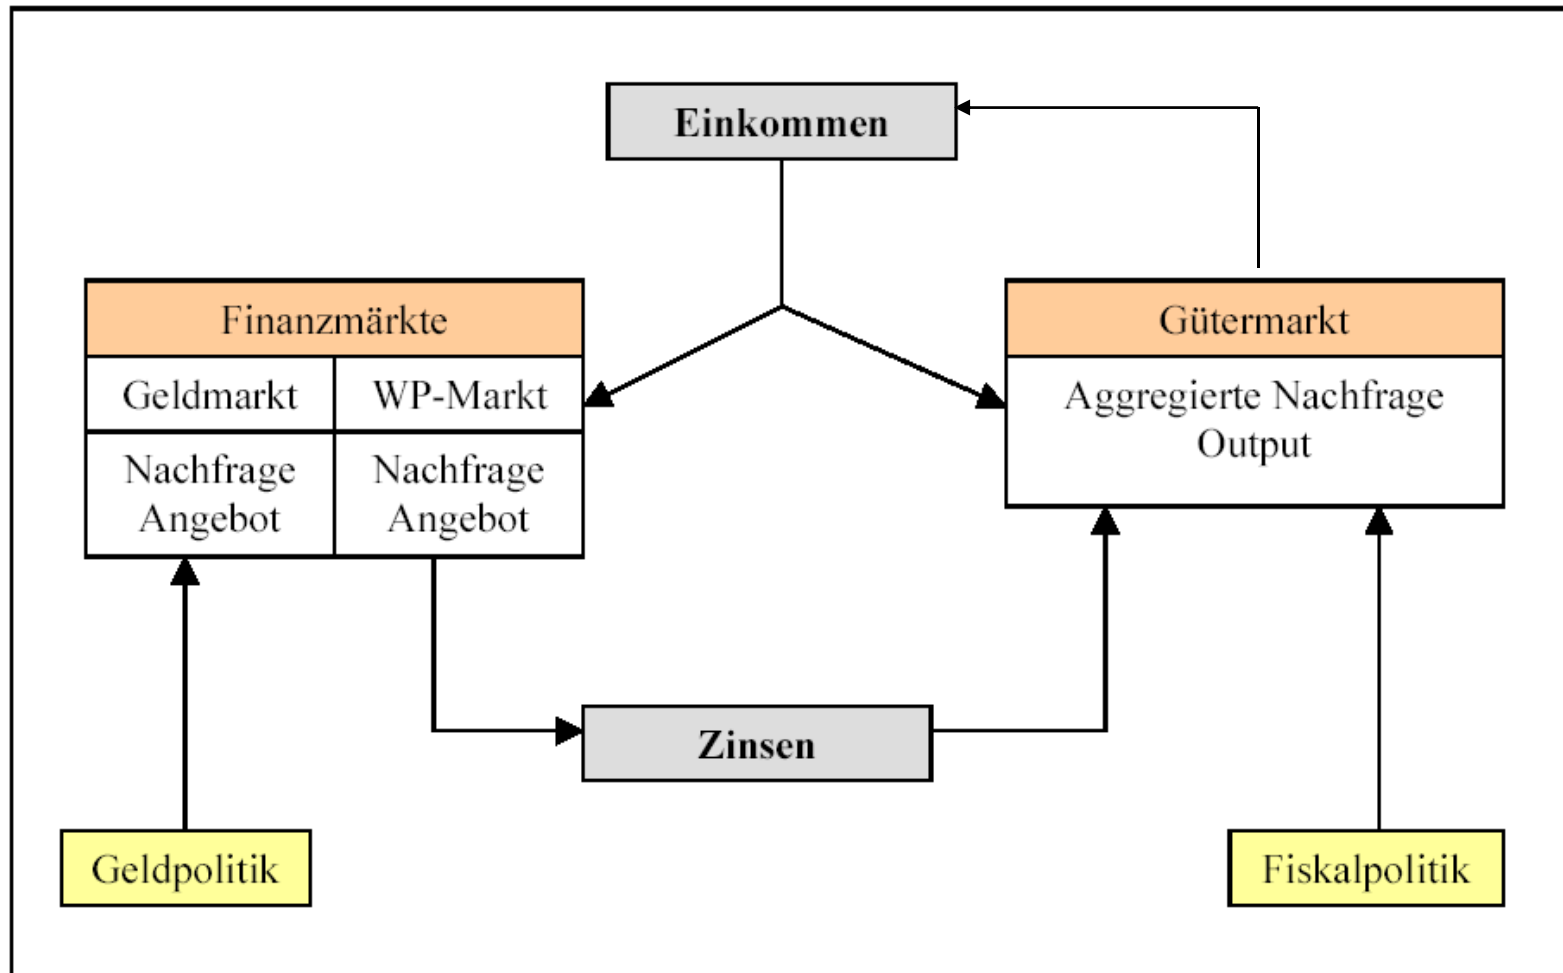 Einkommen
Finanzmärkte
Geldmarkt
WP-Markt
Nachfrage
Angebot
Nachfrage
Angebot
Gütermarkt
Aggregierte Nachfrage
Output
Zinsen
Geldpolitik
Fiskalpolitik